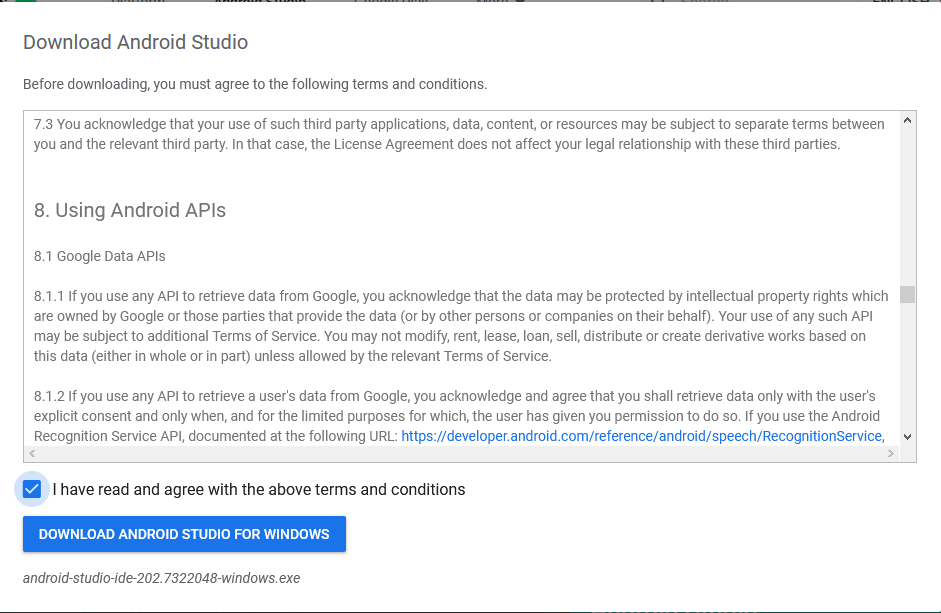 Download Android Studio
Before downloading, you must agree to the following terms and conditions.
7.3 You acknowledge that your use of such third party applications, data, content, or resources may be subject to separate terms between
you and the relevant third party. In that case, the License Agreement does not affect your legal relationship with these third parties.
8. Using Android APIs
8.1 Google Data APIs
8.1.1 If you use any API to retrieve data from Google, you acknowledge that the data may be protected by intellectual property rights which
are owned by Google or those parties that provide the data (or by other persons or companies on their behalf). Your use of any such API
may be subject to additional Terms of Service. You may not modify, rent, lease, loan, sell, distribute or create derivative works based on
this data (either in whole or in part) unless allowed by the relevant Terms of Service.
8.1.2 If you use any API to retrieve a user's data from Google, you acknowledge and agree that you shall retrieve data only with the user's
explicit consent and only when, and for the limited purposes for which, the user has given you permission to do so. If you use the Android
Recognition Service API, documented at the following URL: https://developer.android.com/reference/android/speech/RecognitionService,
I have read and agree with the above terms and conditions
DOWNLOAD ANDROID STUDIO FOR WINDOWS
android-studio-ide-202.7322048-windows.exe